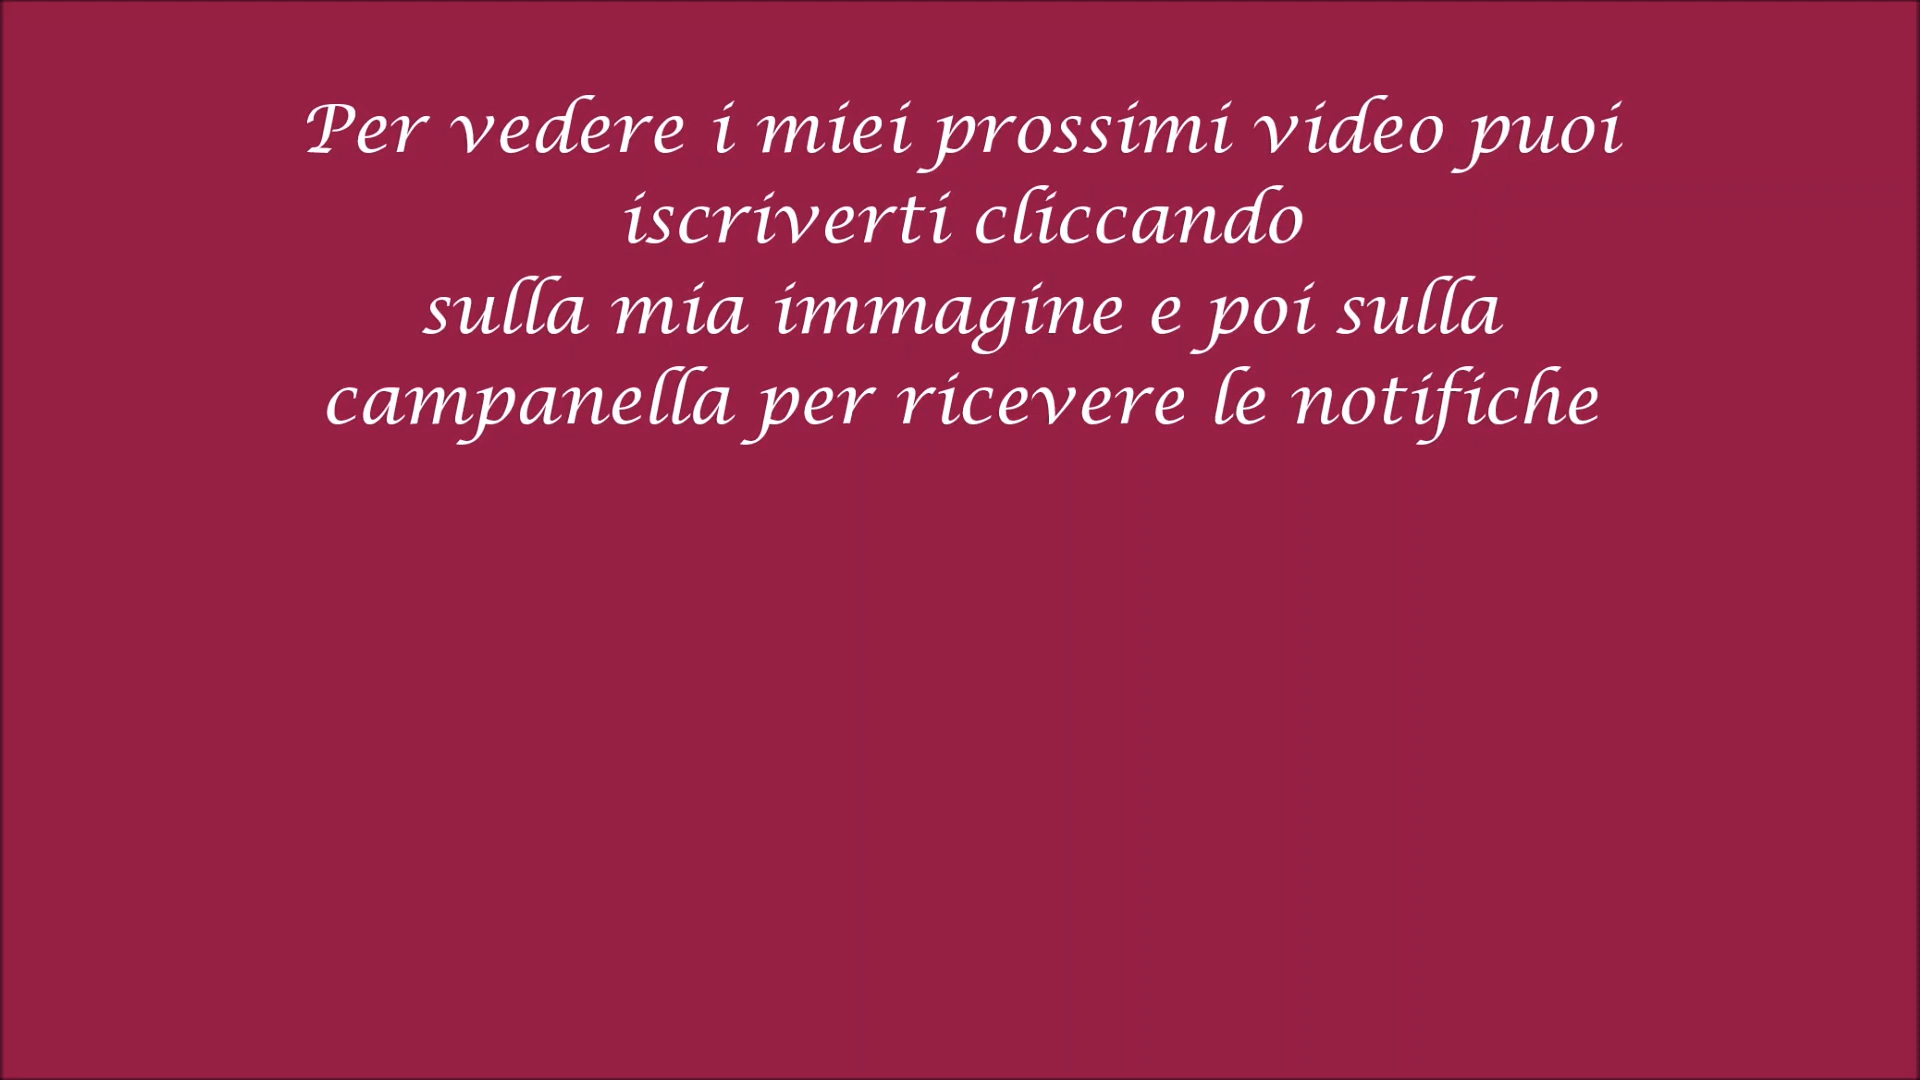 Per vedere i miei prossimi video puoi
iscriverti cliccando
sulla mia immagine e poi sulla
campanella per ricevere le notifiche